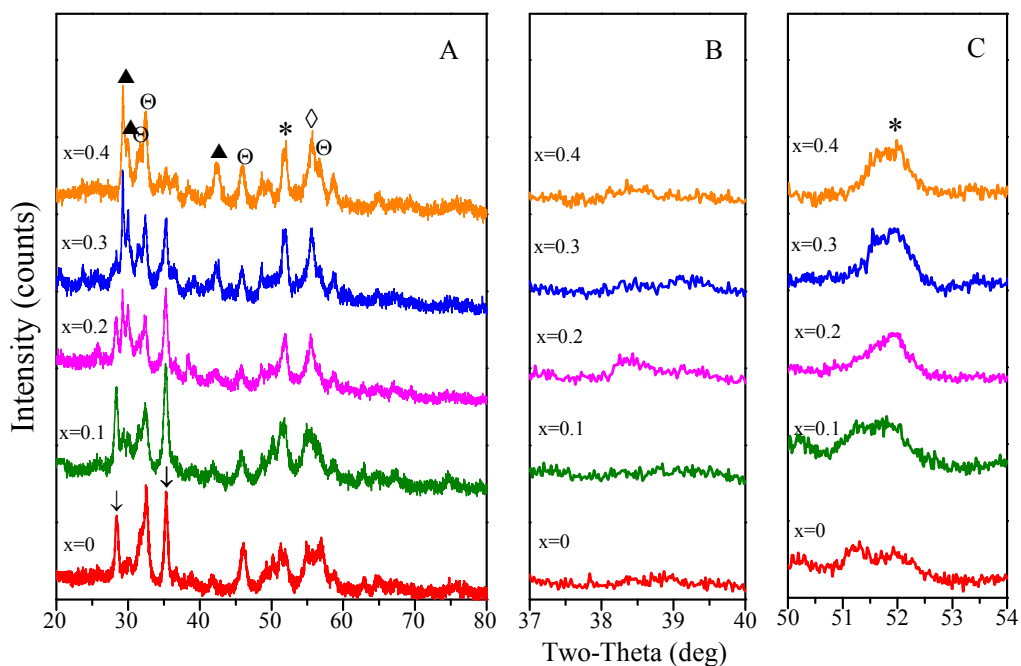 A
B
C
▲
Θ
▲
Θ
▲
Θ
*
◊
Θ
*
x=0.4
x=0.4
x=0.4
x=0.3
x=0.3
x=0.3
x=0.2
x=0.2
x=0.2
x=0.1
x=0.1
x=0.1
↓
↓
x=0
x=0
x=0
Intensity (counts)
20 30 40 50 60 70 80
37 38 39 40
50 51 52 53 54
Two-Theta (deg)